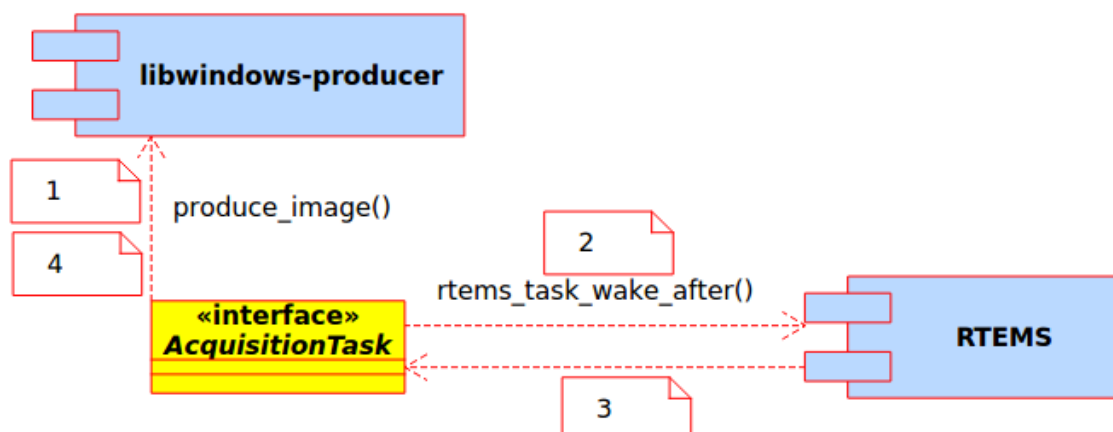 libwindows-producer
1
produce_image()
2
4
rtems_task_wake_after()
«interface»
AcquisitionTask
RTEMS
3